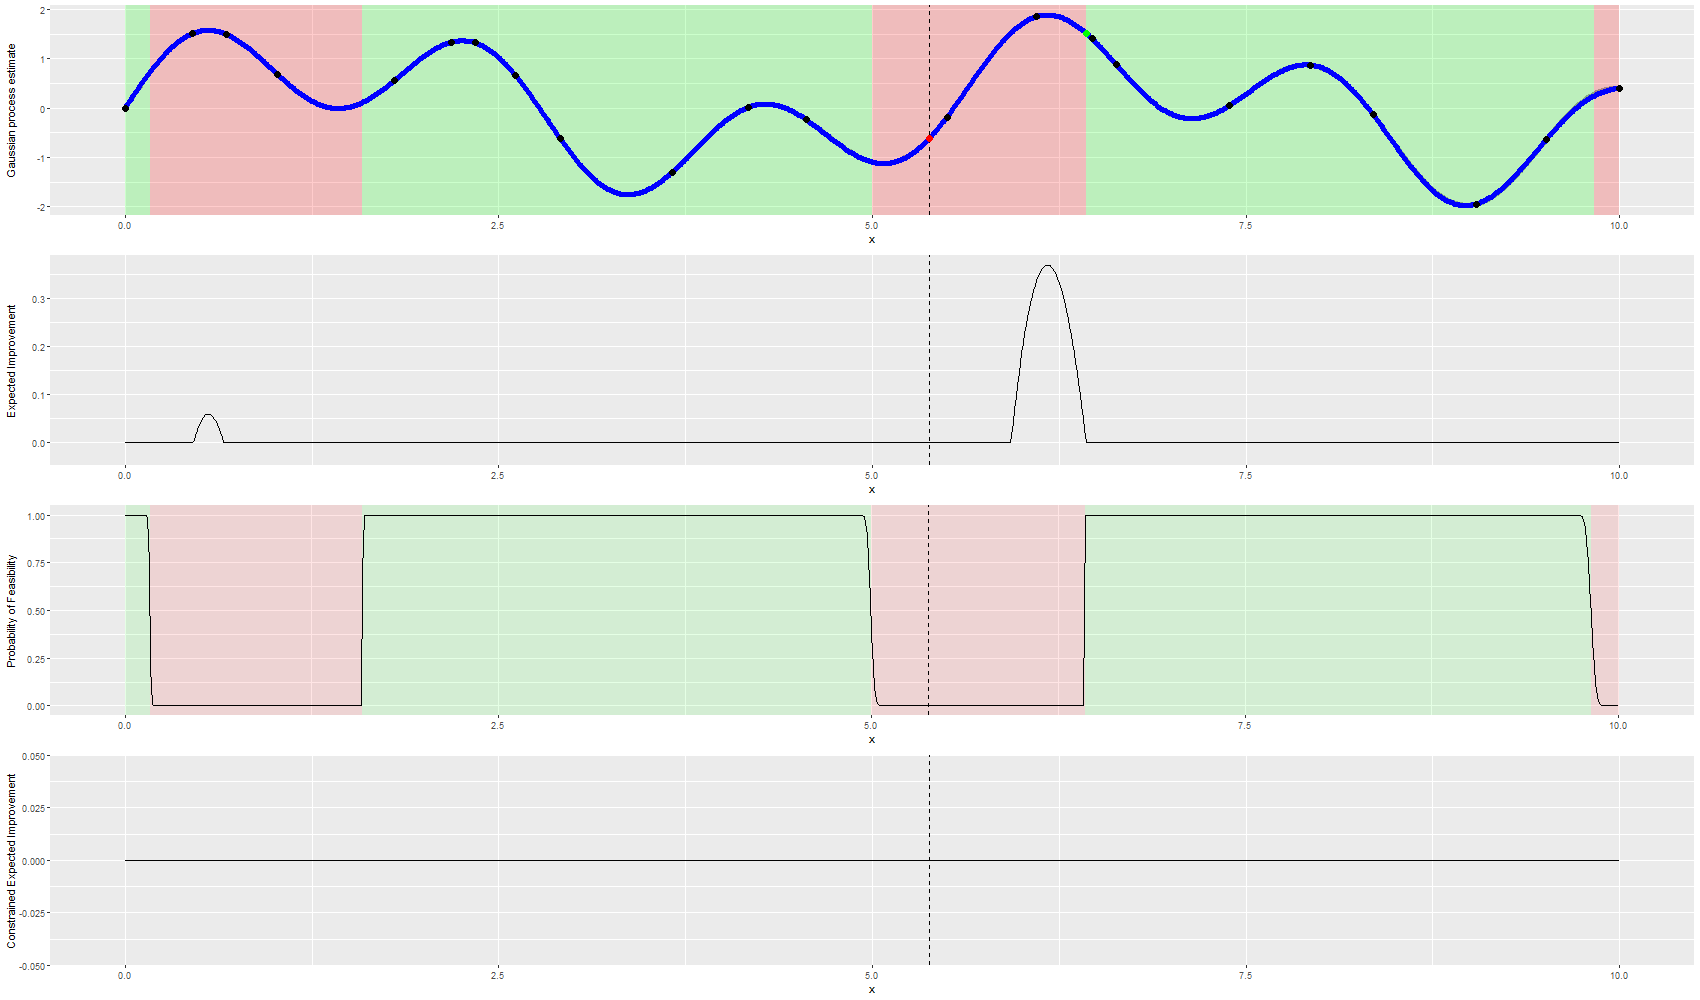 Gaussian process estimate
2
1
0
-1
-2
0.0 2.5 5.0 7.5 10.0
x
Expected Improvement
0.3
0.2
0.1
0.0
0.0 2.5 5.0 7.5 10.0
x
Probability of Feasibility
1.00
0.75
0.50
0.25
0.00
0.0 2.5 5.0 7.5 10.0
x
Constrained Expected Improvement
0.050
0.025
0.000
-0.025
-0.050
0.0 2.5 5.0 7.5 10.0
x